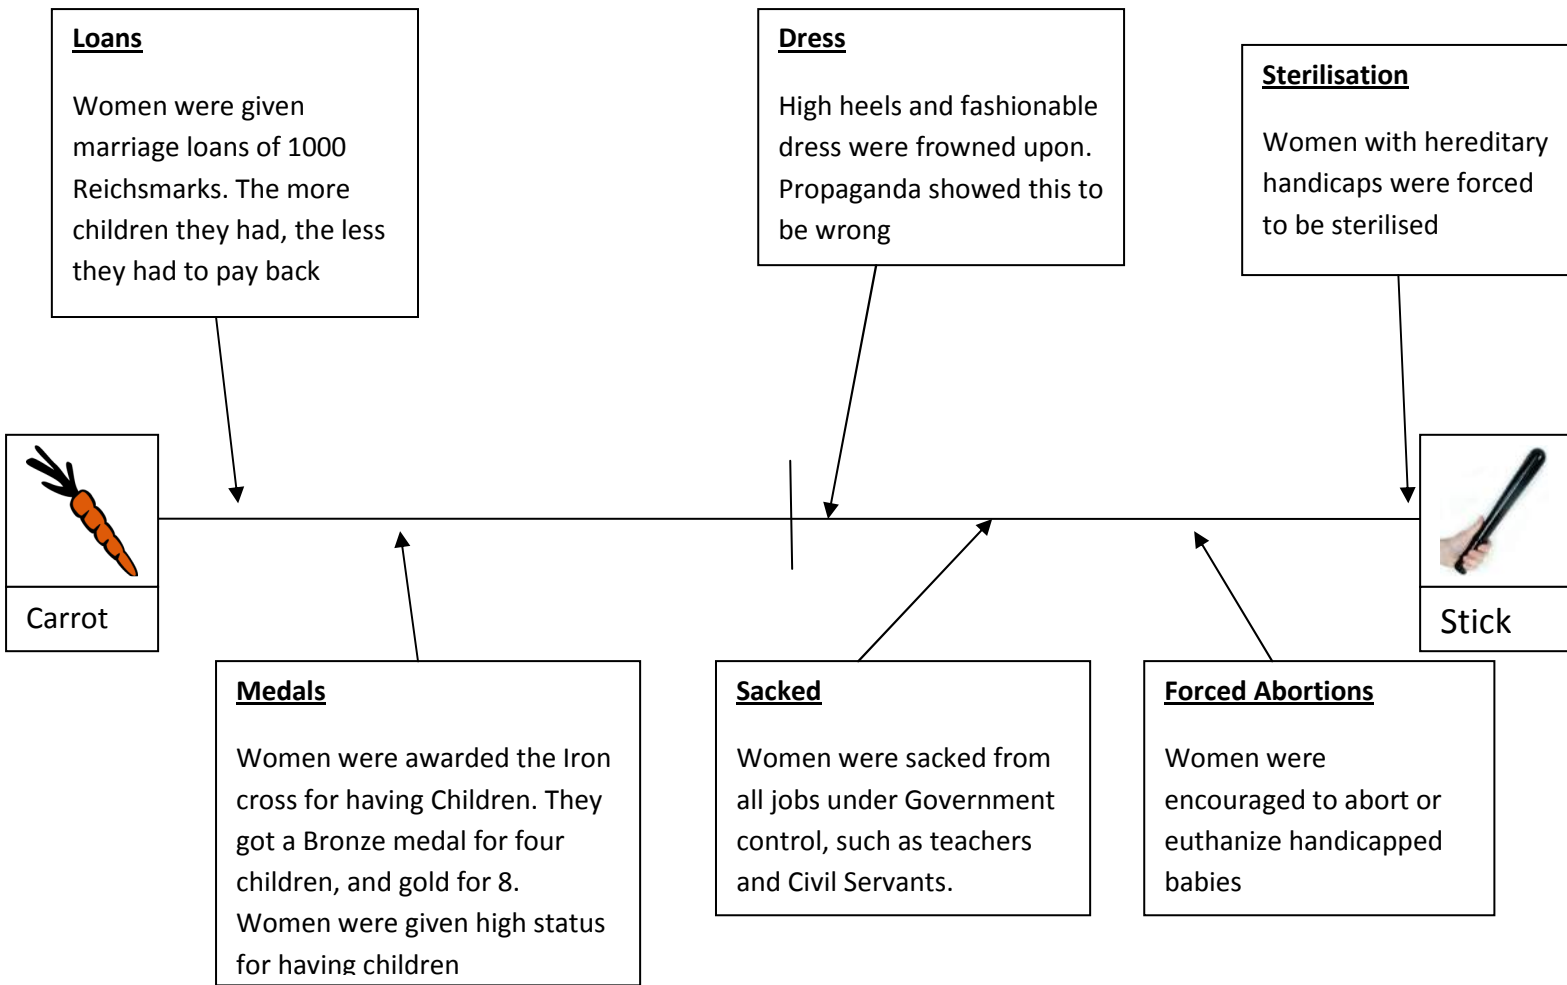 Loans
Women were given
marriage loans of 1000
Reichsmarks. The more
children they had, the less
they had to pay back
Dress
High heels and fashionable
dress were frowned upon.
Propaganda showed this to
be wrong
Sterilisation
Women with hereditary
handicaps were forced
to be sterilised
Carrot
Stick
Medals
Women were awarded the Iron
cross for having Children. They
got a Bronze medal for four
children, and gold for 8.
Women were given high status
for having children
Sacked
Women were sacked from
all jobs under Government
control, such as teachers
and Civil Servants.
Forced Abortions
Women were
encouraged to abort or
euthanize handicapped
babies